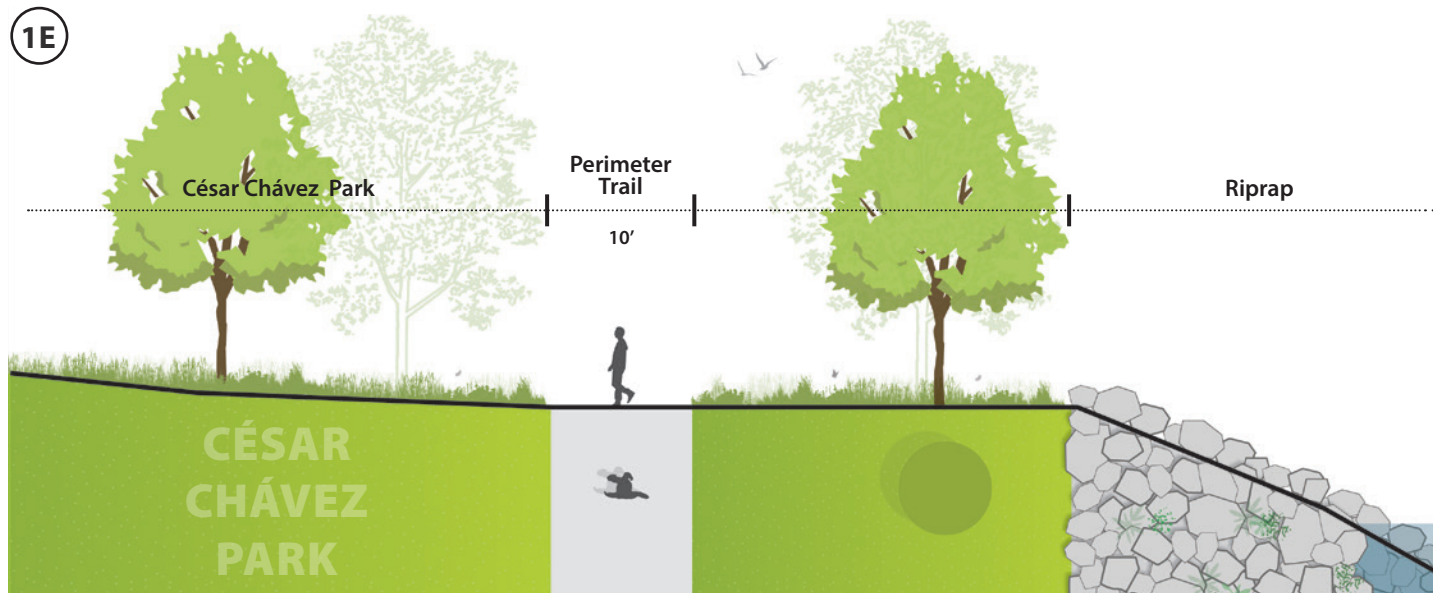 1E
César Chávez Park
Perimeter
Trail
10’
Riprap
CÉSAR
CHÁVEZ
PARK